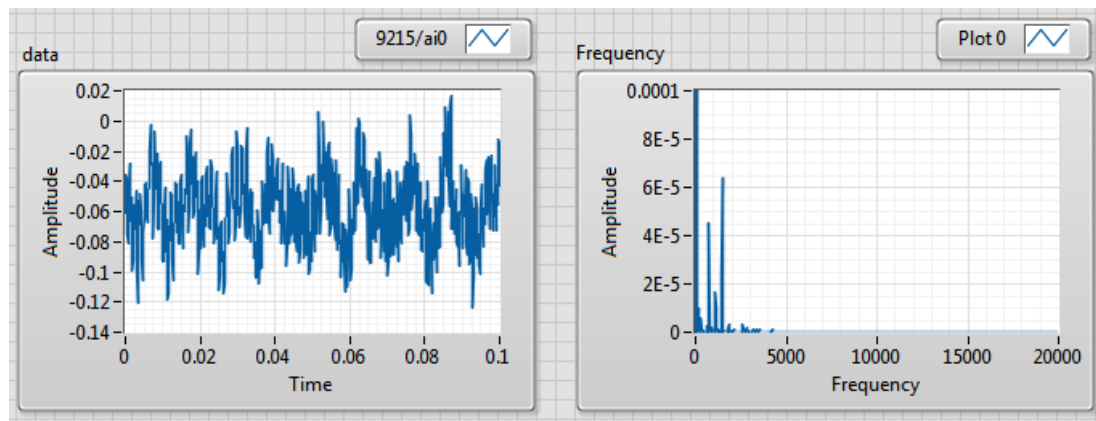 data
9215/ai0
Amplitude
0.02
0
-0.02
-0.04
-0.06
-0.08
-0.1
-0.12
-0.14
0 0.02 0.04 0.06 0.08 0.1
Time
Frequency
Plot 0
Amplitude
0.0001
8E-5
6E-5
4E-5
2E-5
0
0 5000 10000 15000 20000
Frequency